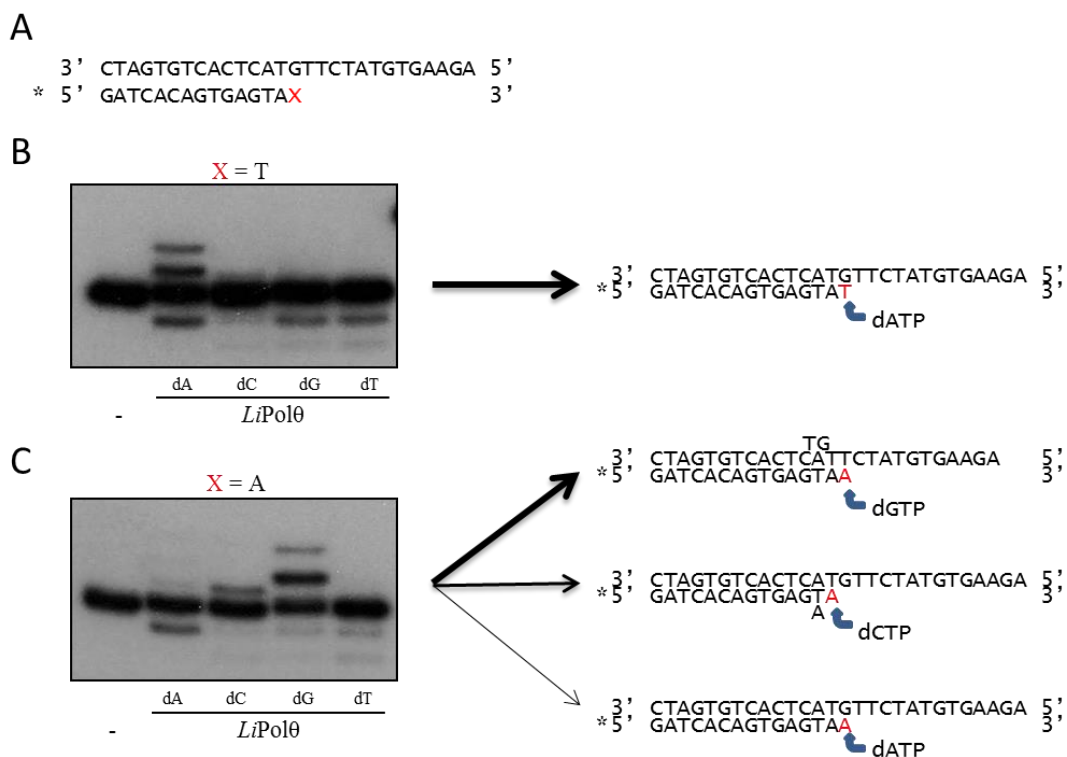 A
3’ CTAGTGTCACTCATGTTCTATGTGAAGA 5’
* 5’ GATCACAGTGAGTAX 3’
B
X = T
dA dC dG dT
- LiPolθ
3’ CTAGTGTCACTCATGTTCTATGTGAAGA 5’
*5’ GATCACAGTGAGTAT 3’
dATP
C
X = A
dA dC dG dT
- LiPolθ
TG
3’ CTAGTGTCACTCATTCTATGTGAAGA 5’
*5’ GATCACAGTGAGTAA 3’
dGTP
3’ CTAGTGTCACTCATGTTCTATGTGAAGA 5’
*5’ GATCACAGTGAGTA 3’
A
dCTP
3’ CTAGTGTCACTCATGTTCTATGTGAAGA 5’
*5’ GATCACAGTGAGTAA 3’
dATP